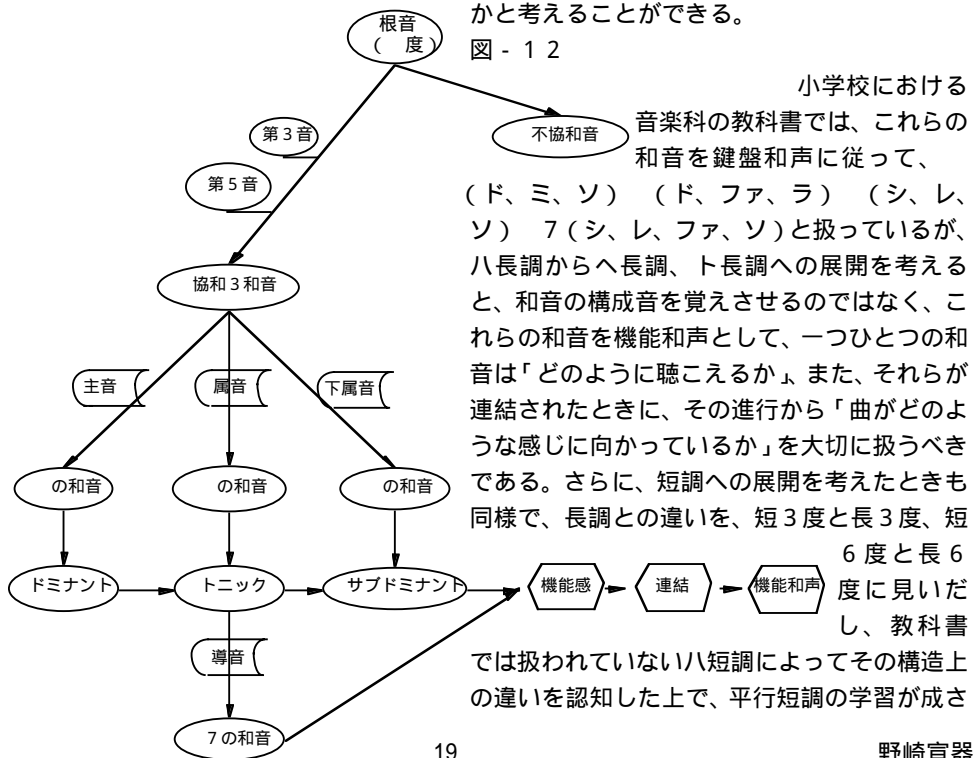 かと考えることができる。
図 - １２
小学校における
音楽科の教科書では、これらの
和音を鍵盤和声に従って、
（ド、ミ、ソ）　（ド、ファ、ラ）　（シ、レ、
ソ）　７（シ、レ、ファ、ソ）と扱っているが、
ハ長調からヘ長調、ト長調への展開を考える
と、和音の構成音を覚えさせるのではなく、こ
れらの和音を機能和声として、一つひとつの和
音は「どのように聴こえるか」、また、それらが
連結されたときに、その進行から「曲がどのよ
うな感じに向かっているか」を大切に扱うべき
である。さらに、短調への展開を考えたときも
同様で、長調との違いを、短３度と長３度、短
６度と長６
度に見いだ
し、教科書
では扱われていないハ短調によってその構造上
の違いを認知した上で、平行短調の学習が成さ
根音
（　度）
第３音
不協和音
第５音
協和３和音
主音
属音
下属音
の和音
の和音
の和音
ドミナント
トニック
サブドミナント
機能感
連結
機能和声
導音
７の和音
19
野崎宣器